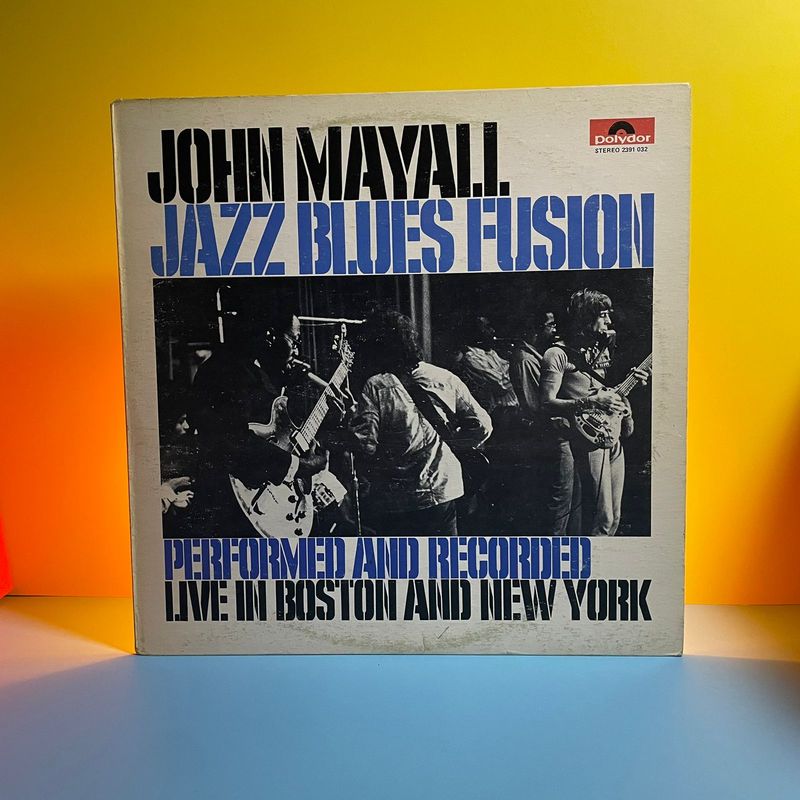 JOHN MAYALL
polydor
STEREO 2391 032
JAZZ BLUES FUSION
PERFORMED AND RECORDED
LIVE IN BOSTON AND NEW YORK